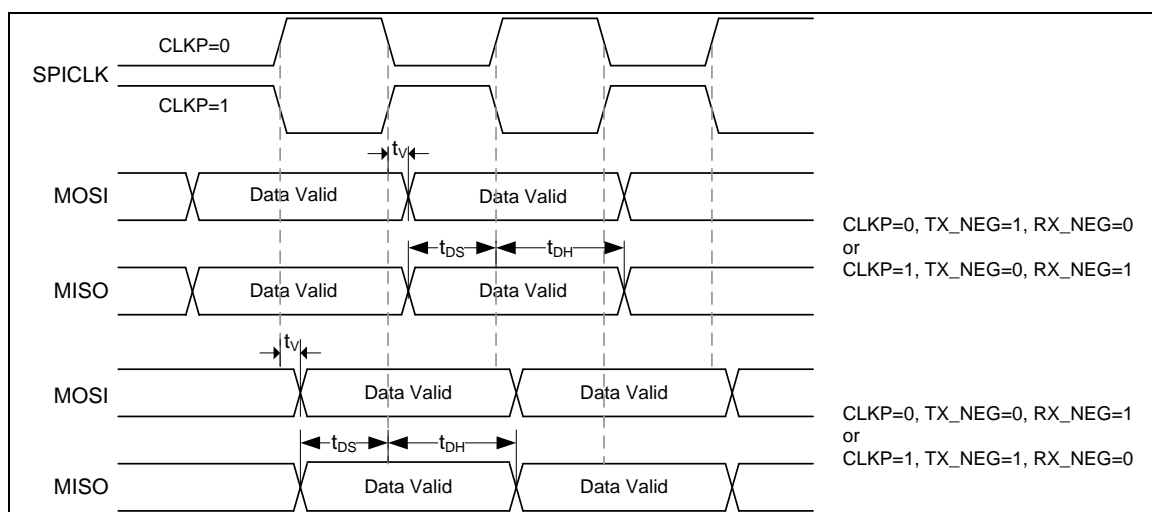 CLKP=0
SPICLK
CLKP=1
tV
MOSI
Data Valid
Data Valid
CLKP=0, TX_NEG=1, RX_NEG=0
or
CLKP=1, TX_NEG=0, RX_NEG=1
tDS
tDH
MISO
Data Valid
Data Valid
tV
MOSI
Data Valid
Data Valid
CLKP=0, TX_NEG=0, RX_NEG=1
or
CLKP=1, TX_NEG=1, RX_NEG=0
tDS
tDH
MISO
Data Valid
Data Valid